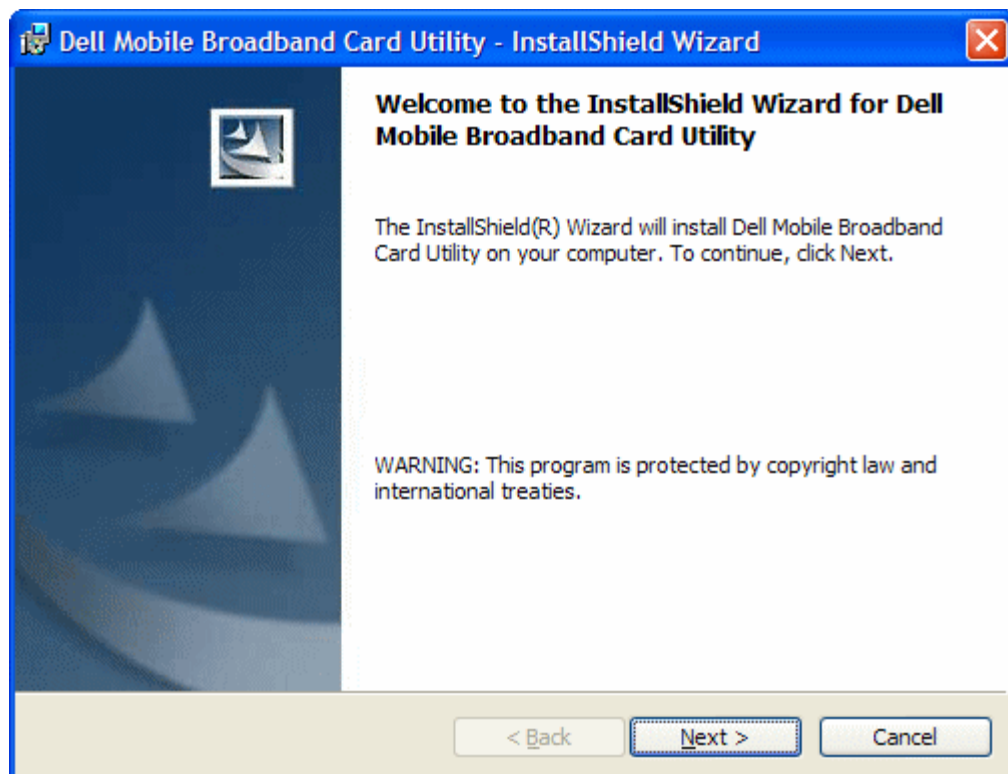 Dell Mobile Broadband Card Utility - InstallShield Wizard
Welcome to the InstallShield Wizard for Dell
Mobile Broadband Card Utility
The InstallShield(R) Wizard will install Dell Mobile Broadband
Card Utility on your computer. To continue, click Next.
WARNING: This program is protected by copyright law and
international treaties.
< Back
Next >
Cancel